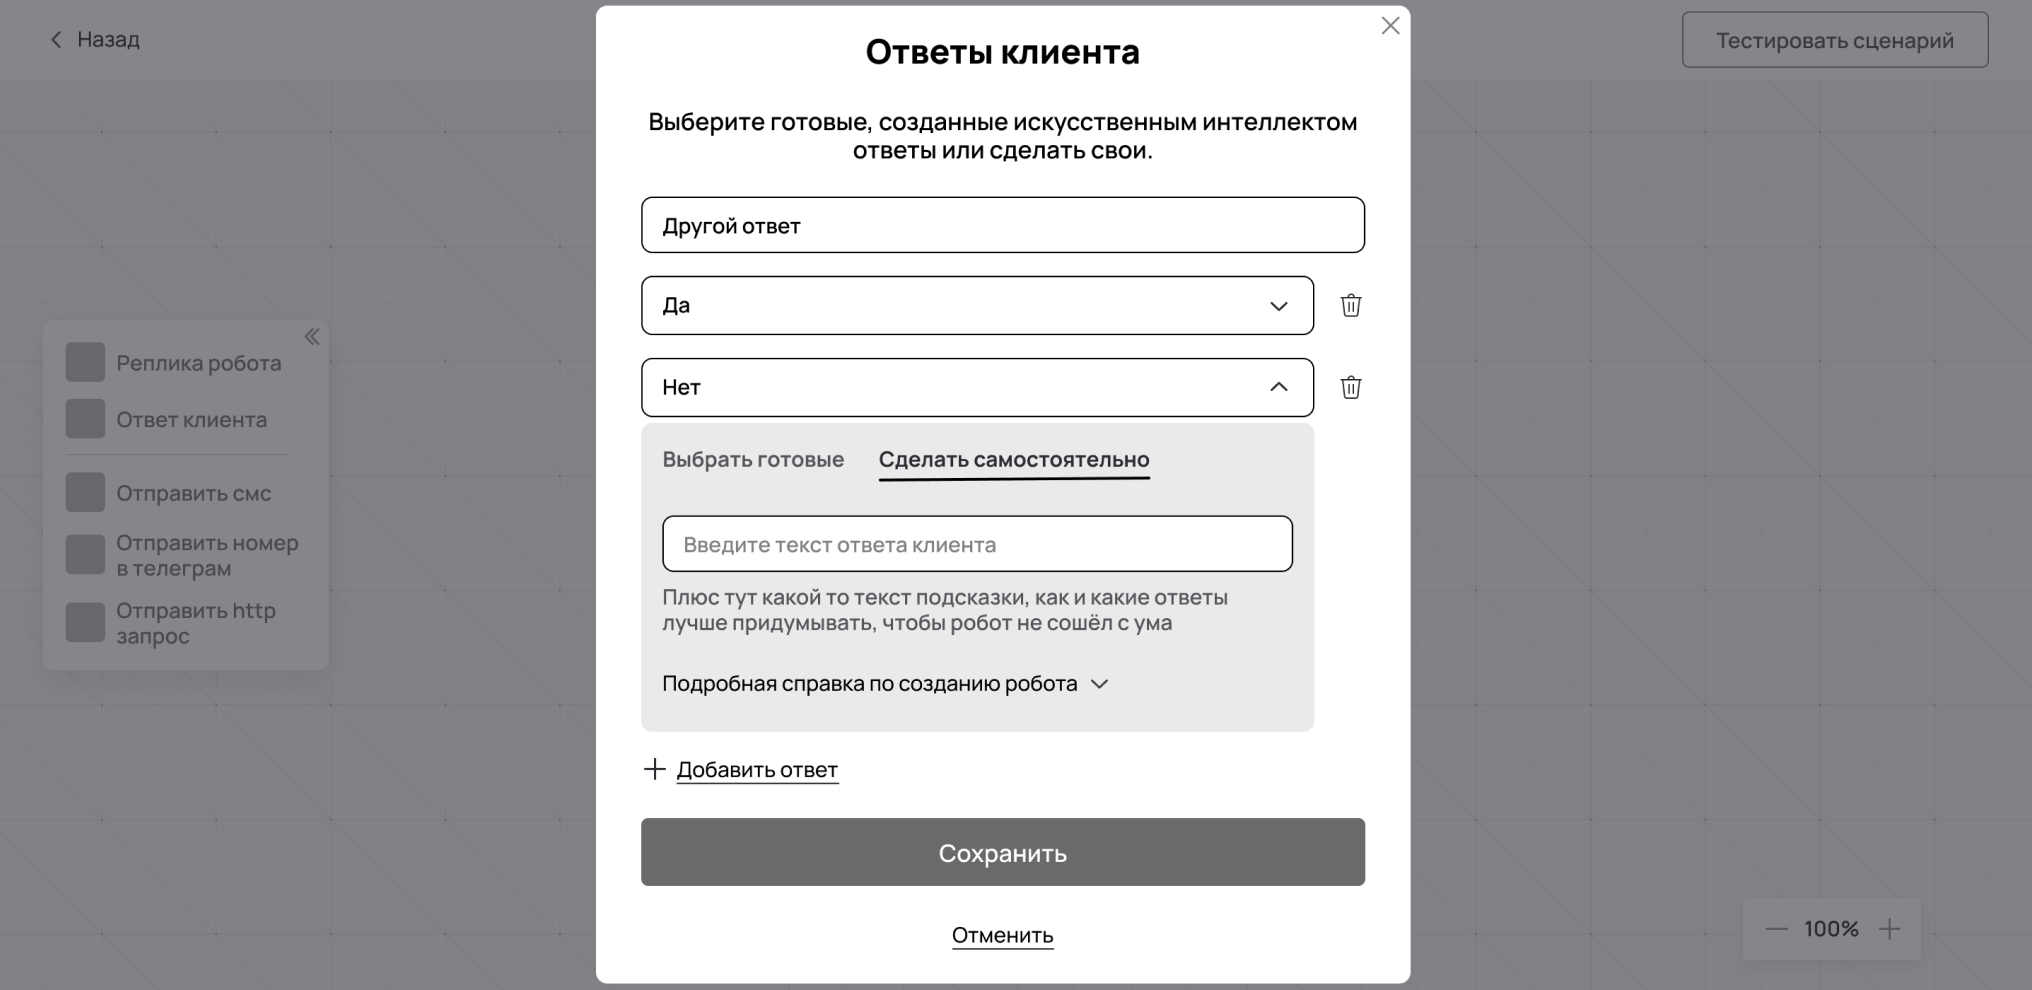 Назад
Тестировать сценарий
Ответы клиента
Выберите готовые, созданные искусственным интеллектом
ответы или сделать свои.
Другой ответ
Да
Нет
Выбрать готовые
Сделать самостоятельно
Введите текст ответа клиента
Плюс тут какой то текст подсказки, как и какие ответы
лучше придумывать, чтобы робот не сошёл с ума
Подробная справка по созданию робота
Добавить ответ
Сохранить
Отменить
Реплика робота
Ответ клиента
Отправить смс
Отправить номер
в телеграм
Отправить http
запрос
100%